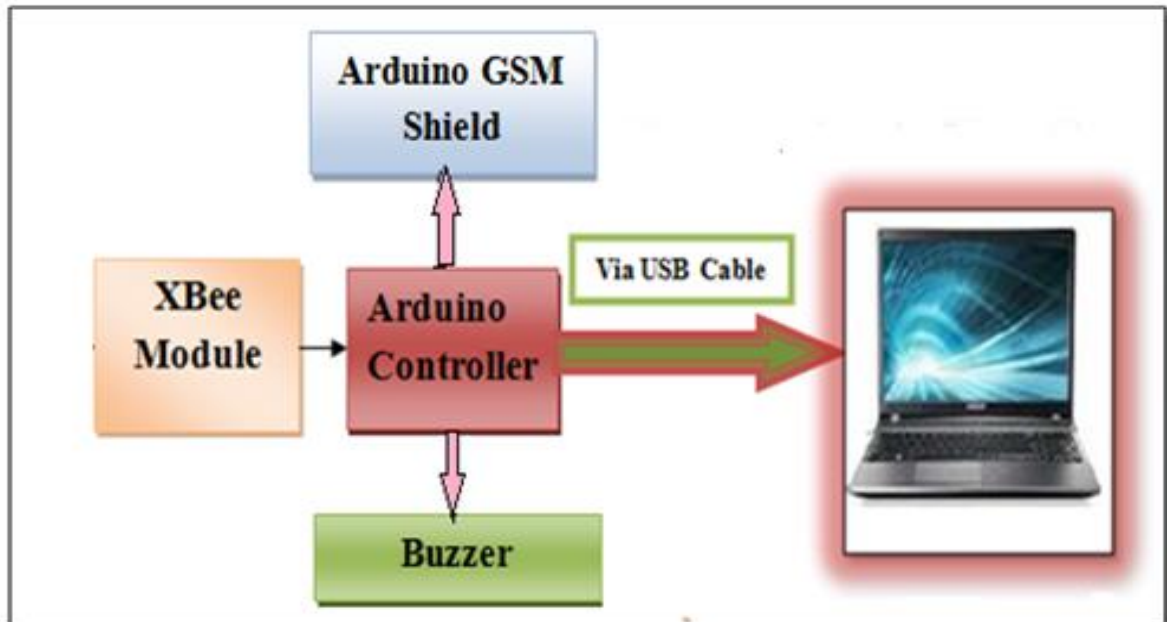 Arduino GSM
Shield
Via USB Cable
XBee
Module
Arduino
Controller
Buzzer